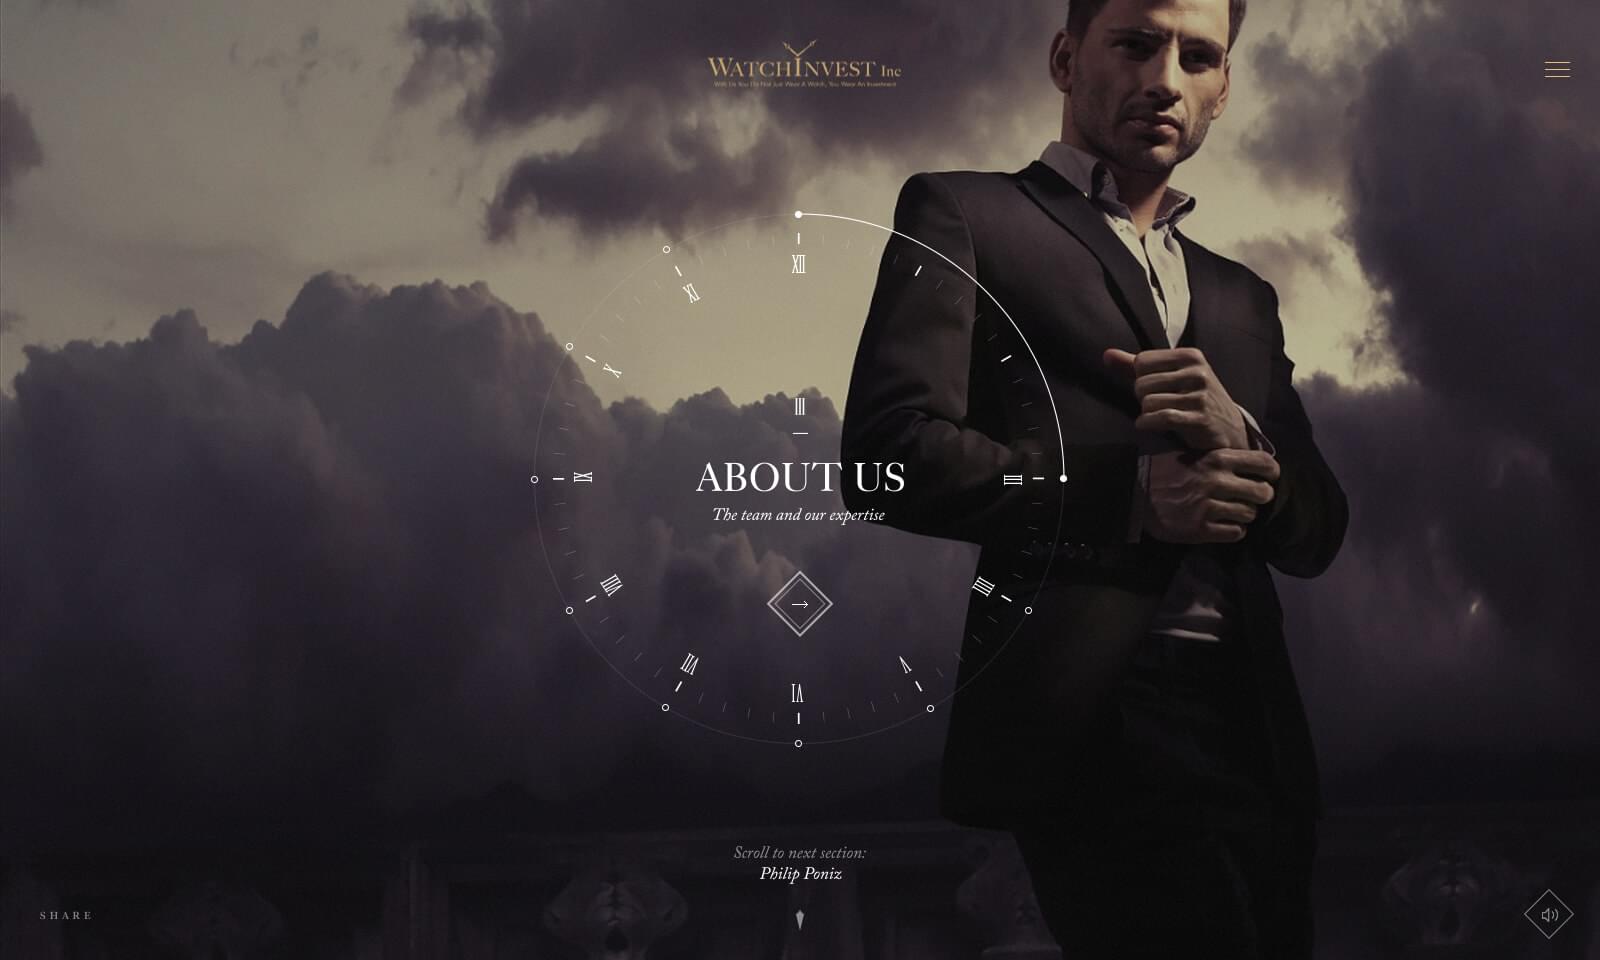 WATCHINVEST Inc
With Us You Do Not Just Wear A Watch, You Wear An Investment
XII
XI
X
III
IX
ABOUT US
III
The team and our expertise
VIII
IIII
VII
V
VI
Scroll to next section:
Philip Poniz
SHARE